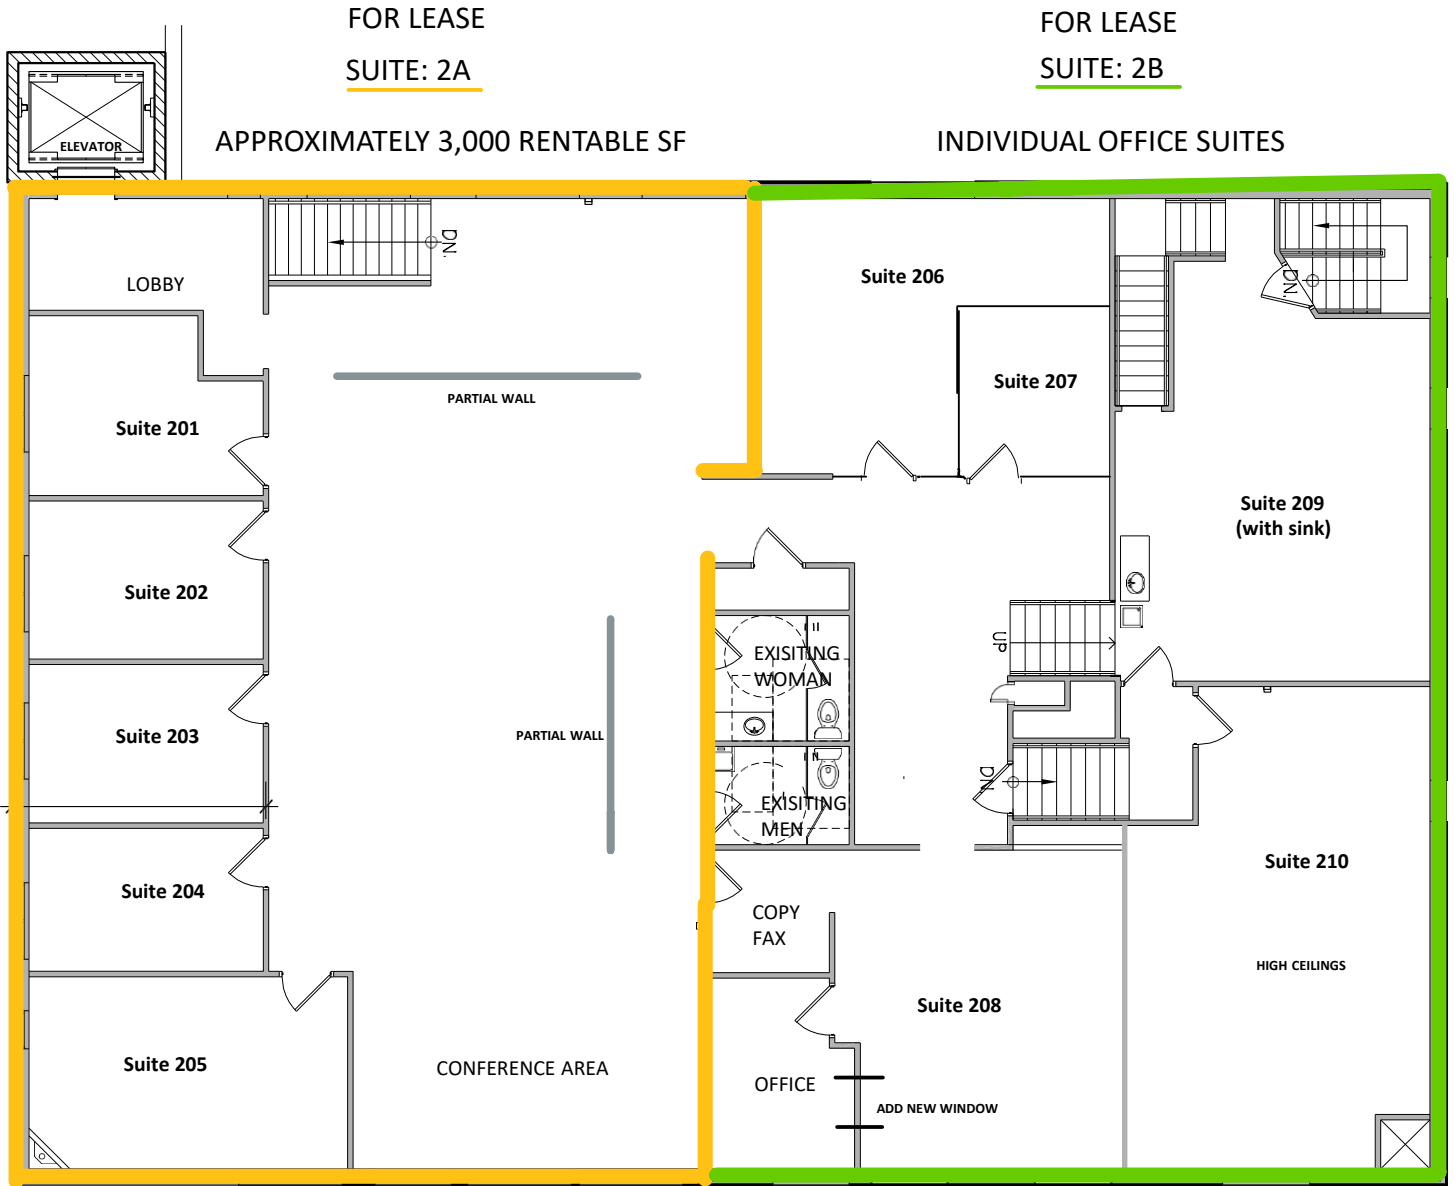 FOR LEASE
SUITE: 2A
APPROXIMATELY 3,000 RENTABLE SF
FOR LEASE
SUITE: 2B
INDIVIDUAL OFFICE SUITES
ELEVATOR
LOBBY
DN.
Suite 201
Suite 202
Suite 203
Suite 204
Suite 205
PARTIAL WALL
PARTIAL WALL
CONFERENCE AREA
Suite 206
Suite 207
DN.
Suite 209
(with sink)
UP
EXISITING
WOMAN
EXISITING
MEN
DN
COPY
FAX
OFFICE
Suite 208
ADD NEW WINDOW
Suite 210
HIGH CEILINGS